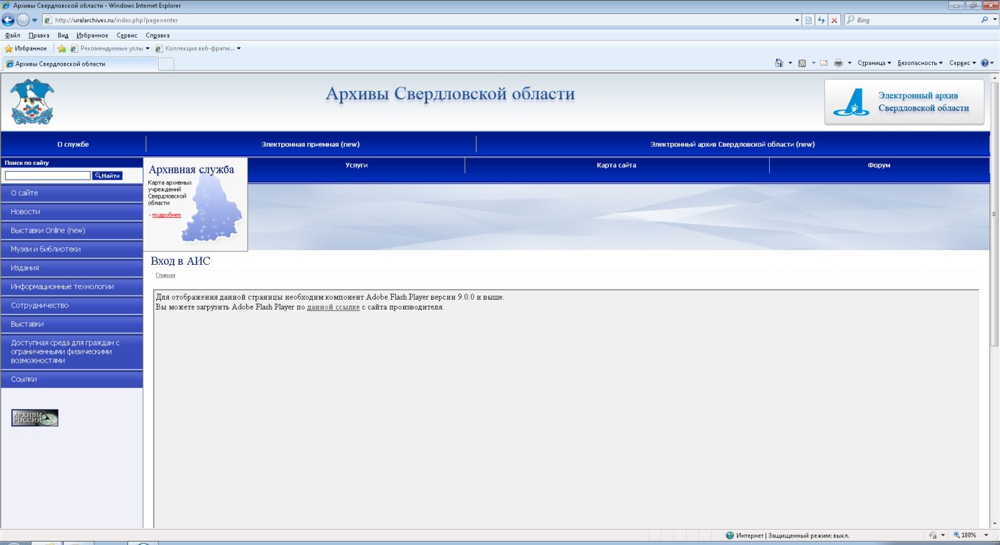 Архивы Свердловской области - Windows Internet Explorer
http://uralarchives.ru/index.php?page=enter
Bing
Файл Правка Вид Избранное Сервис Справка
Избранное Рекомендуемые узлы Коллекция веб-фрагм...
Архивы Свердловской области
Страница Безопасность Сервис
Архивы Свердловской области
Электронный архив
Свердловской области
О службе Электронная приемная (new) Электронный архив Свердловской области (new)
Поиск по сайту
Найти
Архивная служба
Карта архивных
учреждений
Свердловской
области
подробнее
Услуги Карта сайта Форум
О сайте
Новости
Выставки Online (new)
Музеи и библиотеки
Издания
Информационные технологии
Сотрудничество
Выставки
Доступная среда для граждан с
ограниченными физическими
возможностями
Ссылки
АРХИВЫ
РОССИИ
Вход в АИС
Главная
Для отображения данной страницы необходим компонент Adobe Flash Player версии 9.0.0 и выше.
Вы можете загрузить Adobe Flash Player по данной ссылке с сайта производителя.
Интернет | Защищенный режим: выкл.
100%